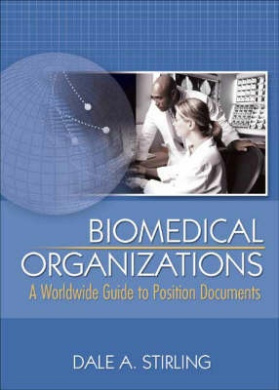 BIOMEDICAL
ORGANIZATIONS
A Worldwide Guide to Position Documents
DALE A. STIRLING